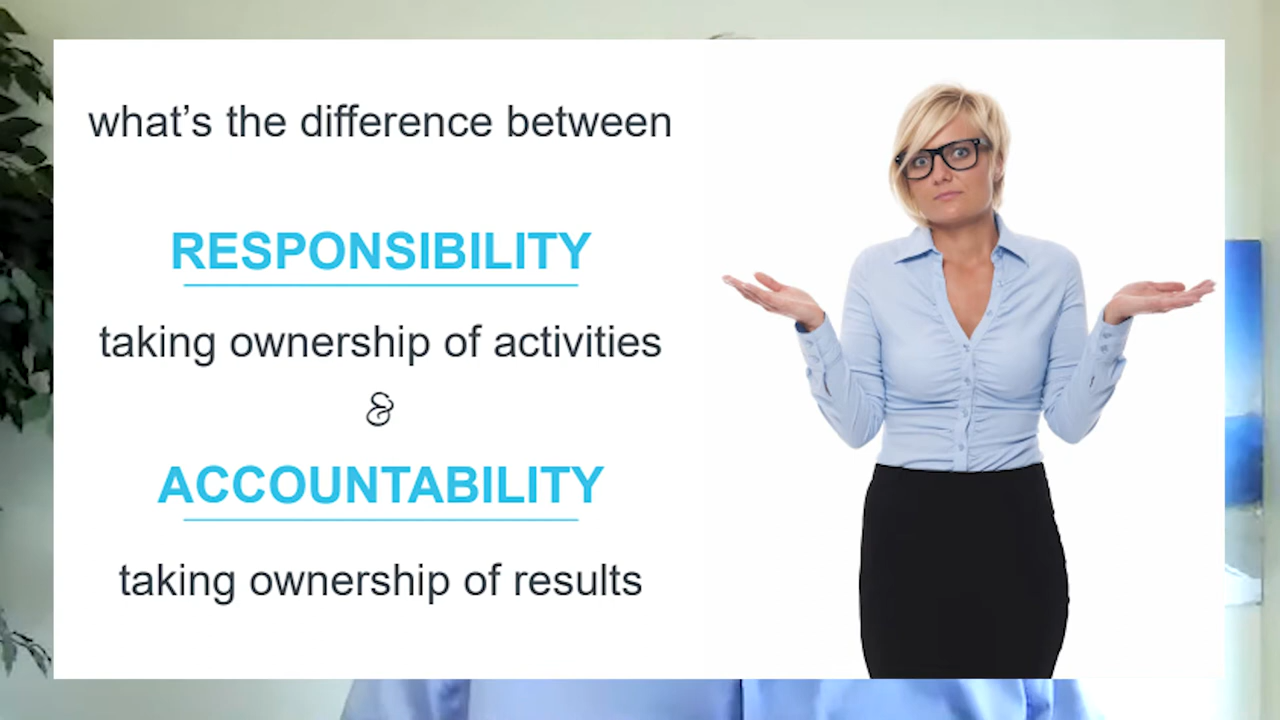 what’s the difference between
RESPONSIBILITY
taking ownership of activities
&
ACCOUNTABILITY
taking ownership of results